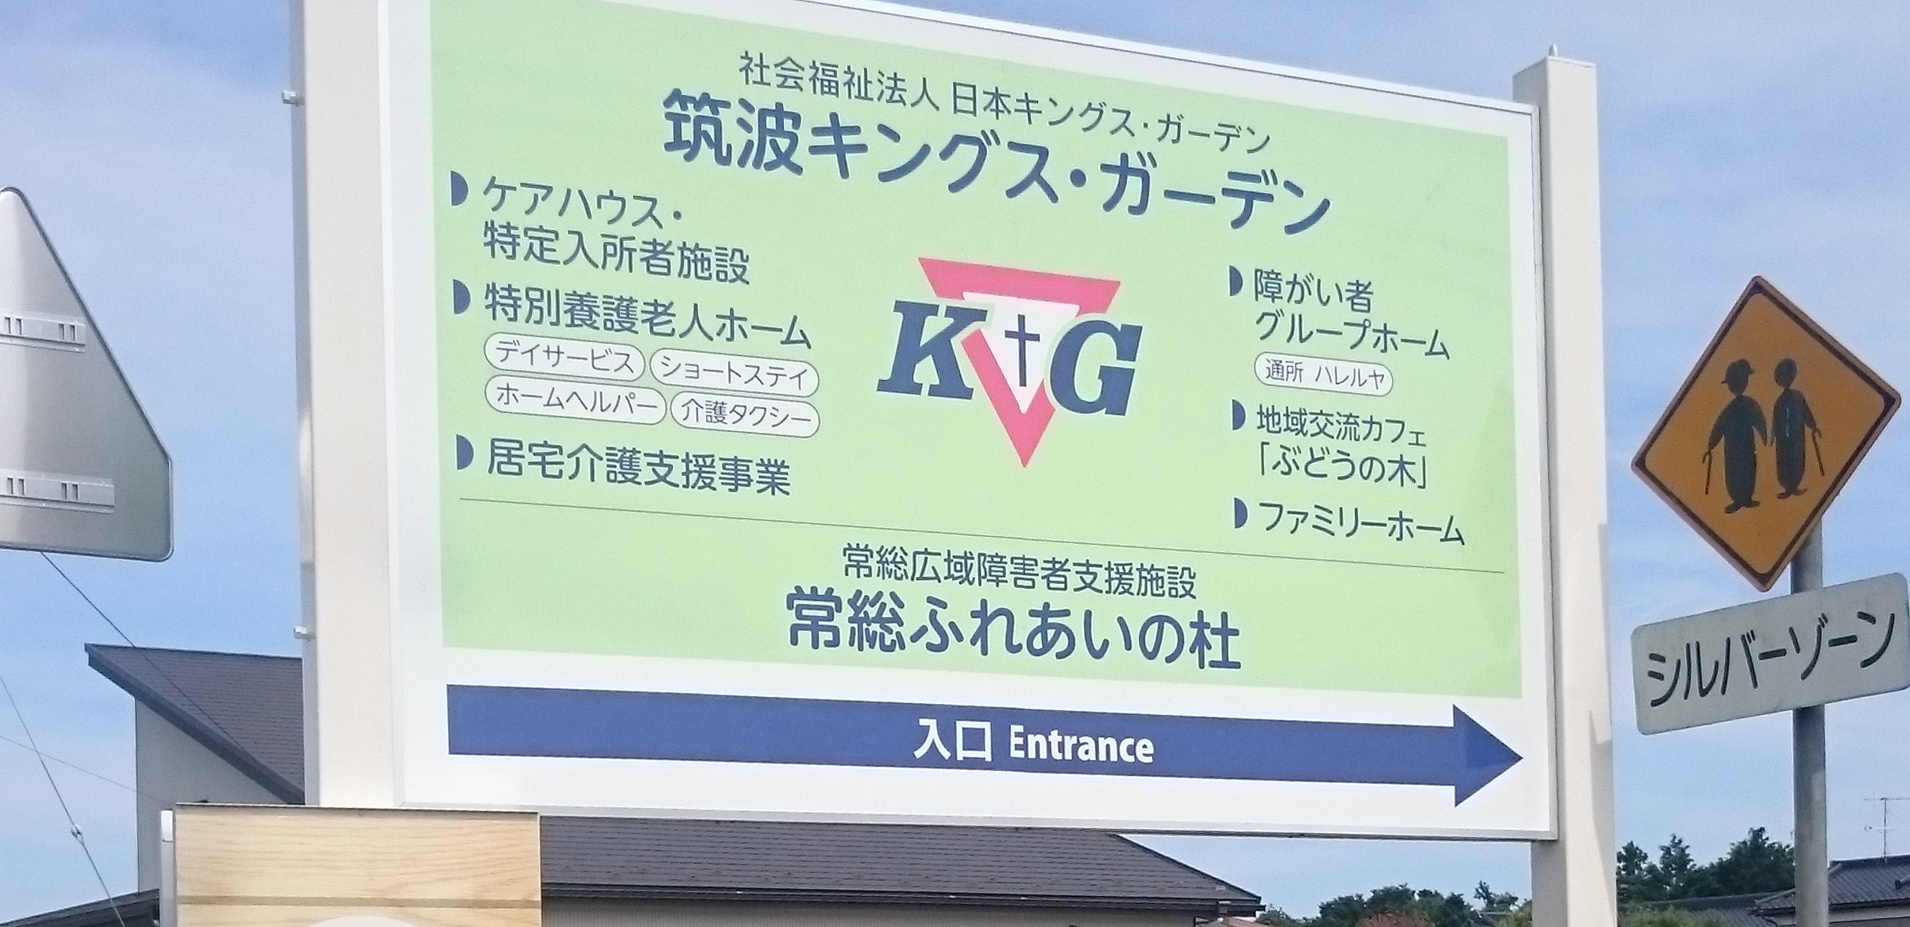 社会福祉法人 日本キングス・ガーデン
筑波キングス・ガーデン
ケアハウス・
特定入所者施設
特別養護老人ホーム
デイサービス ショートステイ
ホームヘルパー 介護タクシー
居宅介護支援事業
K†G
障がい者
グループホーム
通所 ハレルヤ
地域交流カフェ
「ぶどうの木」
ファミリーホーム
常総広域障害者支援施設
常総ふれあいの杜
入口 Entrance
シルバーゾーン